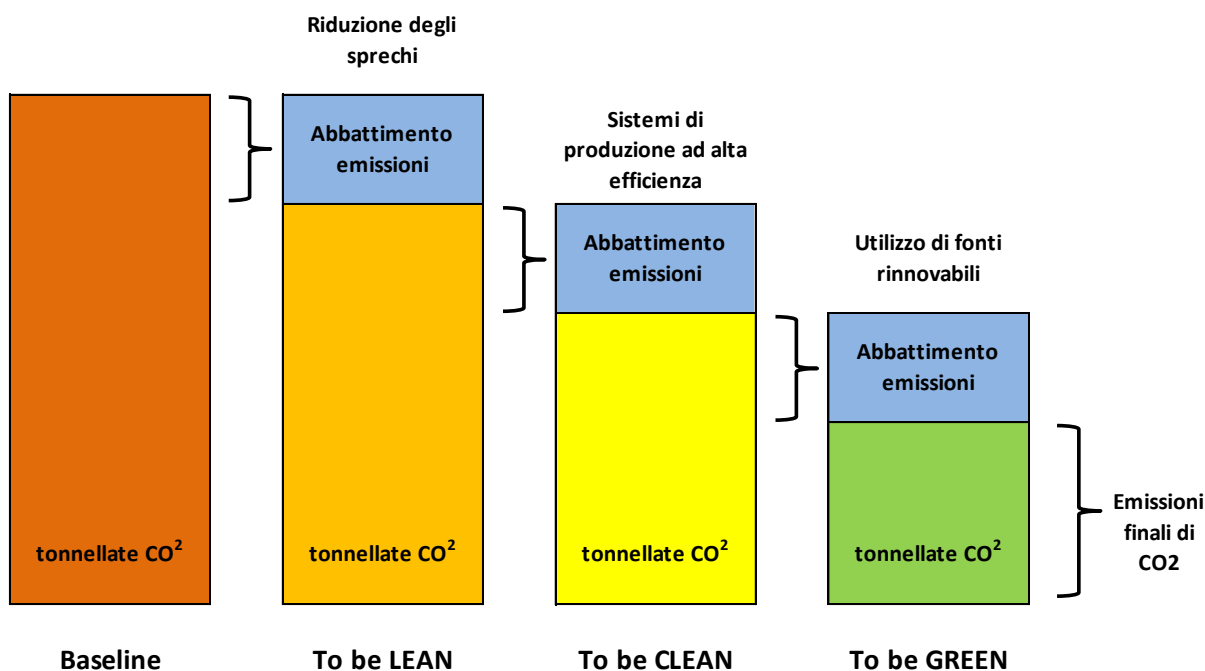 Riduzione degli
sprechi
Abbattimento
emissioni
Sistemi di
produzione ad alta
efficienza
Abbattimento
emissioni
Utilizzo di fonti
rinnovabili
Abbattimento
emissioni
tonnellate CO²
tonnellate CO²
tonnellate CO²
tonnellate CO²
Emissioni
finali di
CO2
Baseline
To be LEAN
To be CLEAN
To be GREEN